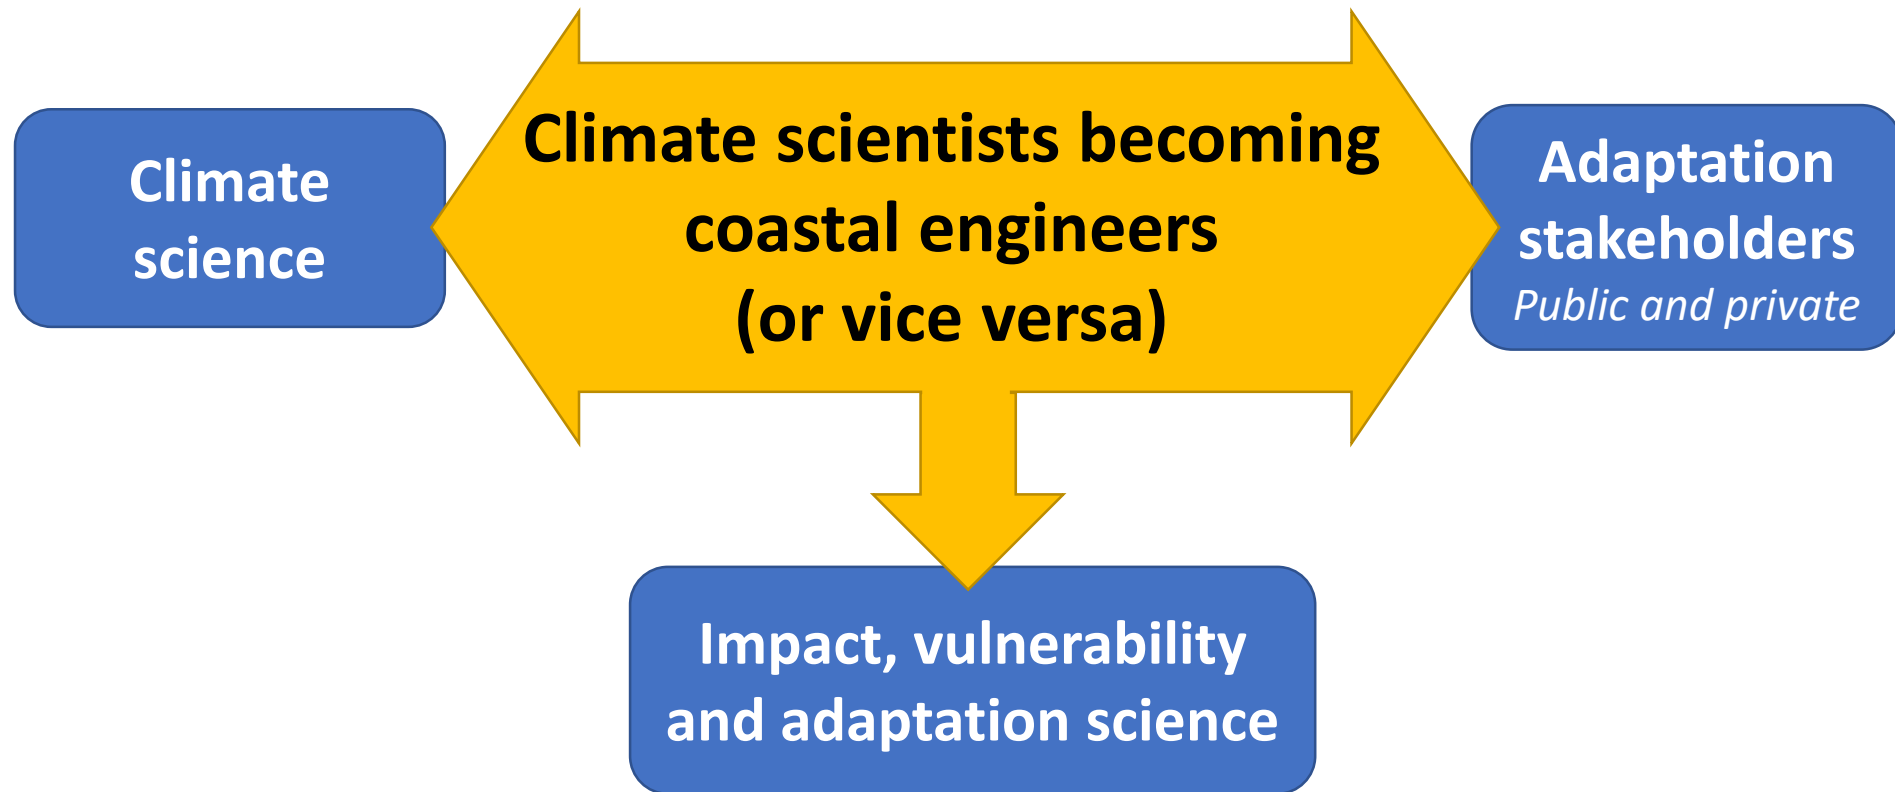 Climate
science
Climate scientists becoming
coastal engineers
(or vice versa)
Adaptation
stakeholders
Public and private
Impact, vulnerability
and adaptation science